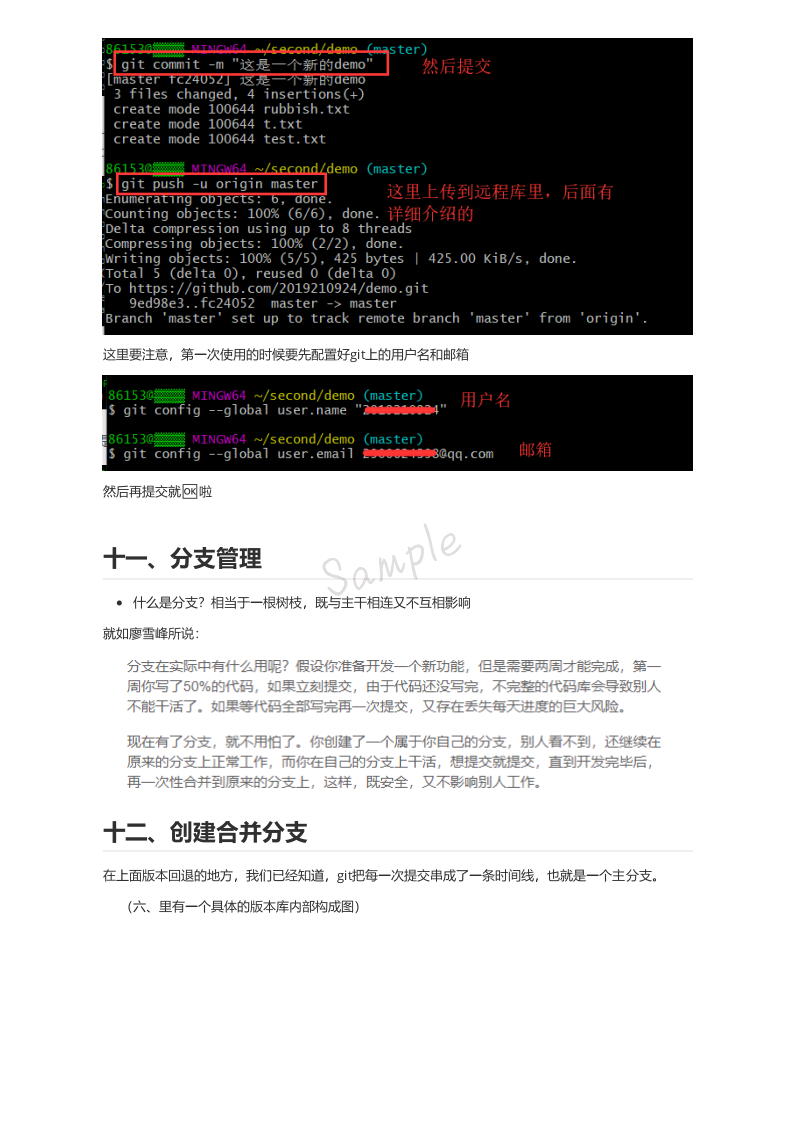 86153@ MINGW64 ~/second/demo (master)
$ git commit -m "这是一个新的demo" 然后提交
[master fc24052] 这是一个新的demo
3 files changed, 4 insertions(+)
create mode 100644 rubbish.txt
create mode 100644 t.txt
create mode 100644 test.txt
86153@ MINGW64 ~/second/demo (master)
$ git push -u origin master
这里上传到远程库里，后面有
详细介绍的
Enumerating objects: 6, done.
Counting objects: 100% (6/6), done.
Delta compression using up to 8 threads
Compressing objects: 100% (2/2), done.
Writing objects: 100% (5/5), 425 bytes | 425.00 KiB/s, done.
Total 5 (delta 0), reused 0 (delta 0)
To https://github.com/2019210924/demo.git
9ed98e3..fc24052 master -> master
Branch 'master' set up to track remote branch 'master' from 'origin'.
这里要注意，第一次使用的时候要先配置好git上的用户名和邮箱
86153@ MINGW64 ~/second/demo (master)
$ git config --global user.name " " 用户名
86153@ MINGW64 ~/second/demo (master)
$ git config --global user.email @qq.com 邮箱
然后再提交就🆗啦
十一、分支管理
Sample
• 什么是分支？相当于一根树枝，既与主干相连又不互相影响
就如廖雪峰所说：
分支在实际中有什么用呢？假设你准备开发一个新功能，但是需要两周才能完成，第一
周你写了50%的代码，如果立刻提交，由于代码还没写完，不完整的代码库会导致别人
不能干活了。如果等代码全部写完再一次提交，又存在丢失每天进度的巨大风险。
现在有了分支，就不用怕了。你创建了一个属于你自己的分支，别人看不到，还继续在
原来的分支上正常工作，而你在自己的分支上干活，想提交就提交，直到开发完毕后，
再一次性合并到原来的分支上，这样，既安全，又不影响别人工作。
十二、创建合并分支
在上面版本回退的地方，我们已经知道，git把每一次提交串成了一条时间线，也就是一个主分支。
（六、里有一个具体的版本库内部构成图）